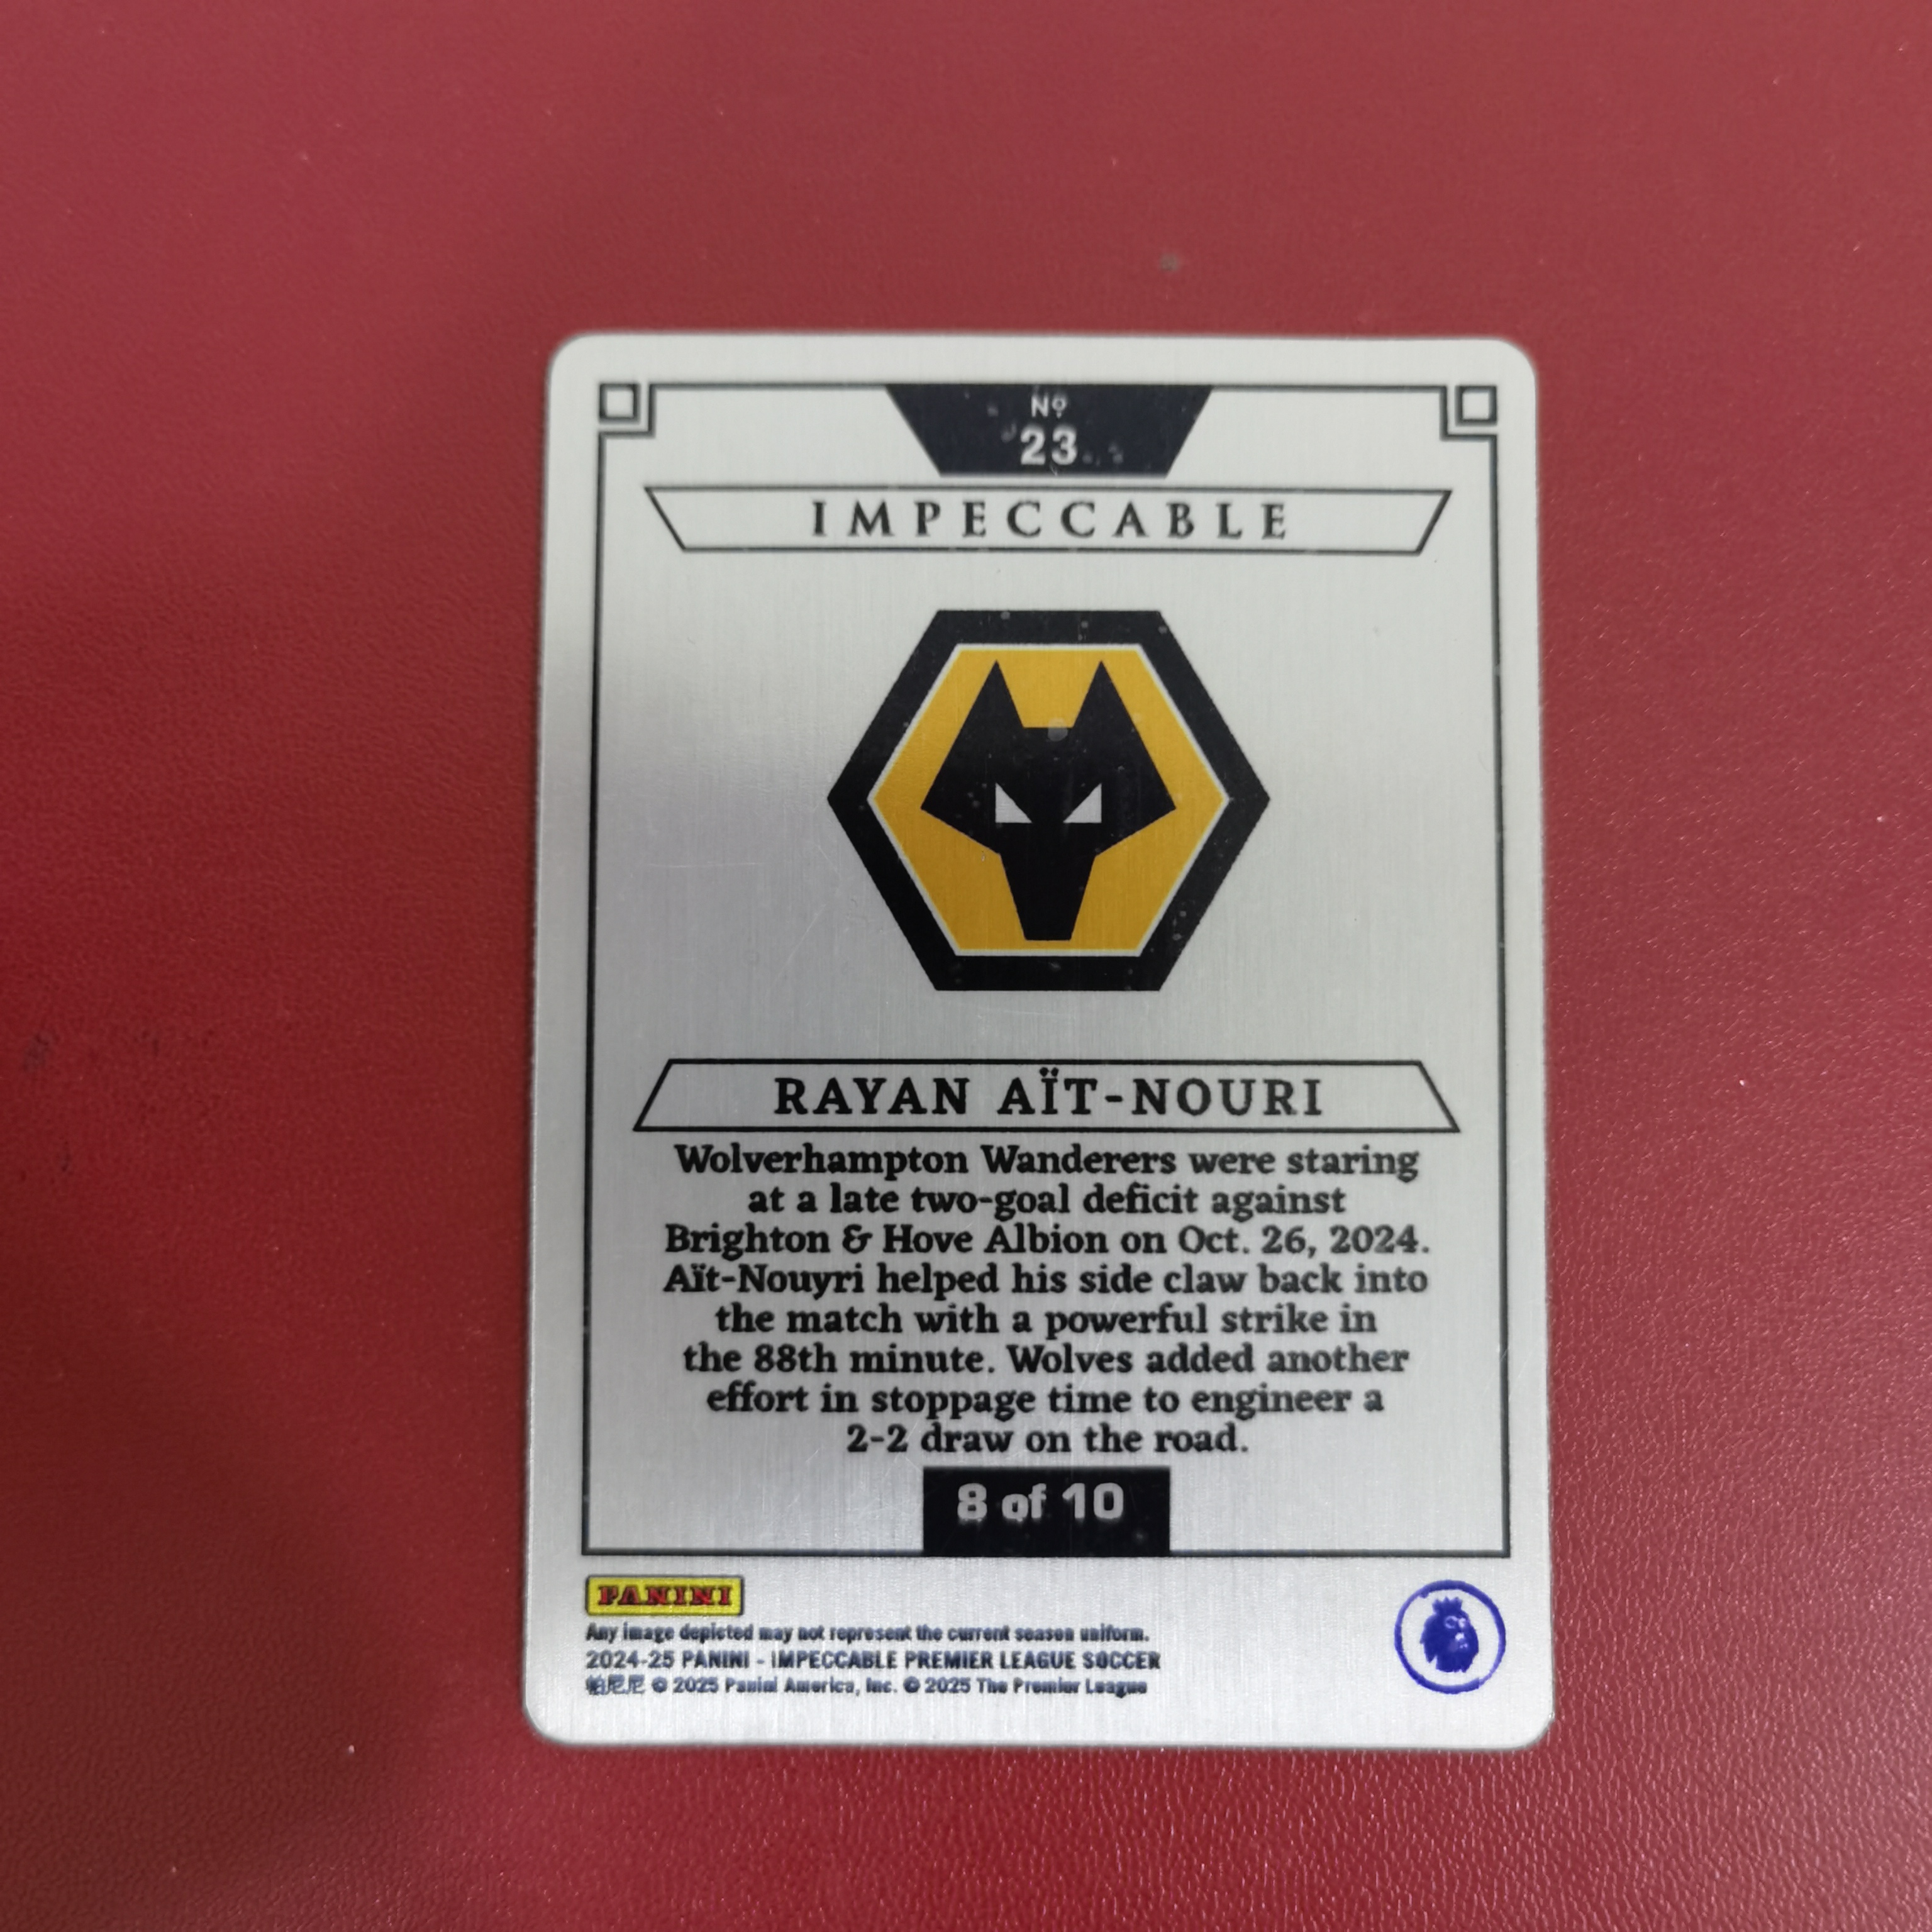 Nº
23
IMPECCABLE
RAYAN AÏT-NOURI
Wolverhampton Wanderers were staring
at a late two-goal deficit against
Brighton & Hove Albion on Oct. 26, 2024.
Aït-Nouyri helped his side claw back into
the match with a powerful strike in
the 88th minute. Wolves added another
effort in stoppage time to engineer a
2-2 draw on the road.
8 of 10
PANINI
Any image depicted may not represent the current season uniform.
2024-25 PANINI - IMPECCABLE PREMIER LEAGUE SOCCER
帕尼尼 © 2025 Panini America, Inc. © 2025 The Premier League